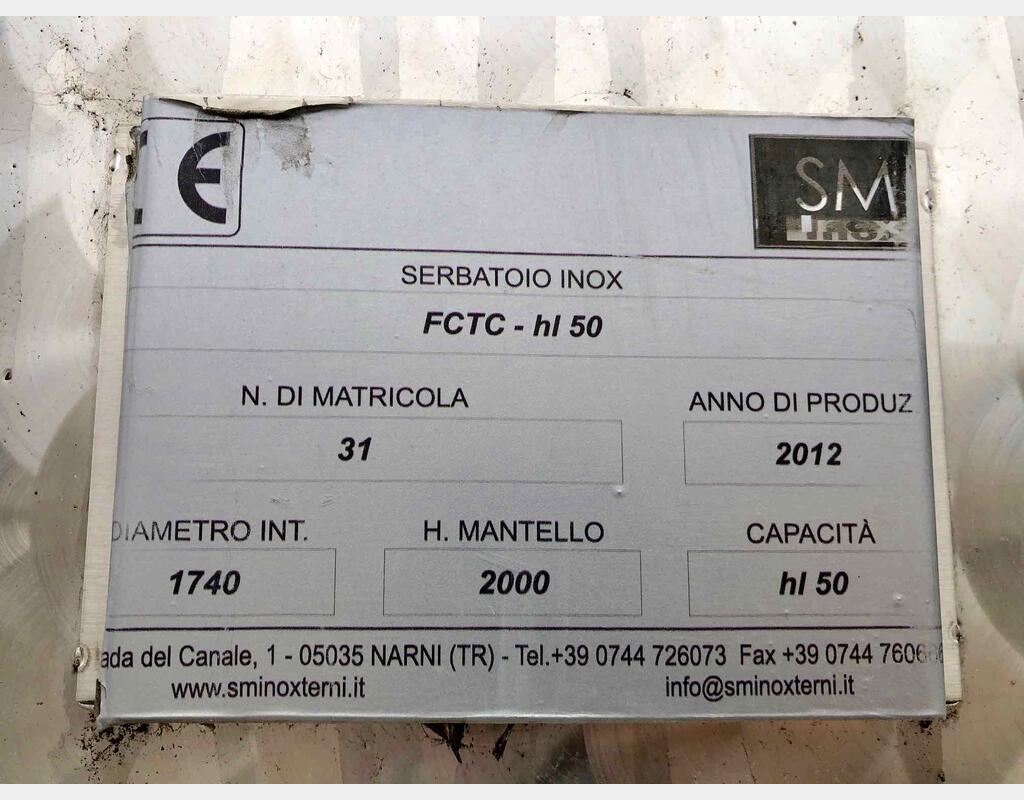 CE
SM
inox
SERBATOIO INOX
FCTC - hl 50
N. DI MATRICOLA
ANNO DI PRODUZ
31
2012
DIAMETRO INT.
H. MANTELLO
CAPACITÀ
1740
2000
hl 50
ada del Canale, 1 - 05035 NARNI (TR) - Tel.+39 0744 726073 Fax +39 0744
www.sminoxterni.it
info@sminoxterni.it